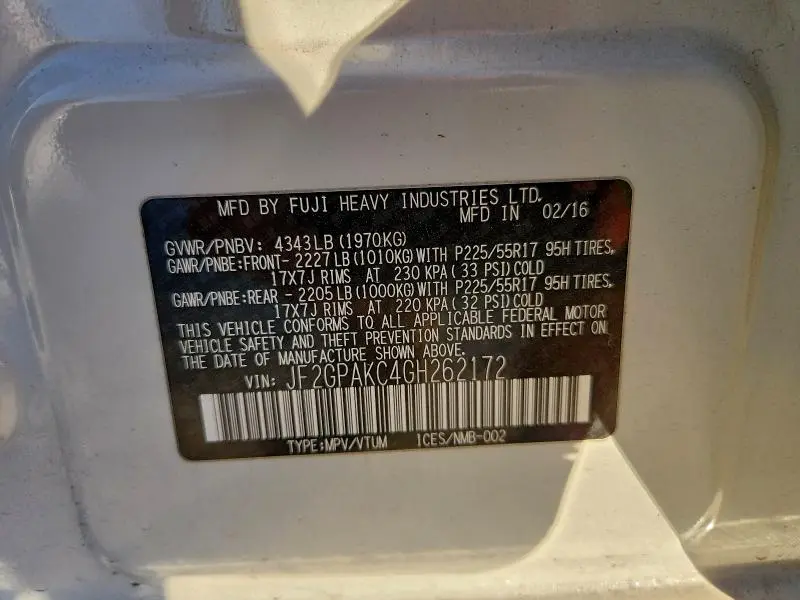 MFD BY FUJI HEAVY INDUSTRIES LTD.
MFD IN 02/16
GVWR/PNBV: 4343LB (1970KG)
GAWR/PNBE:FRONT- 2227LB (1010KG) WITH P225/55R17 95H TIRES,
17X7J RIMS AT 230 KPA ( 33 PSI) COLD
GAWR/PNBE:REAR - 2205LB (1000KG) WITH P225/55R17 95H TIRES,
17X7J RIMS AT 220 KPA ( 32 PSI) COLD
THIS VEHICLE CONFORMS TO ALL APPLICABLE FEDERAL MOTOR
VEHICLE SAFETY AND THEFT PREVENTION STANDARDS IN EFFECT ON
THE DATE OF MANUFACTURE SHOWN ABOVE.
VIN: JF2GPAKC4GH262172
TYPE:MPV/VTUM ICES/NMB-002